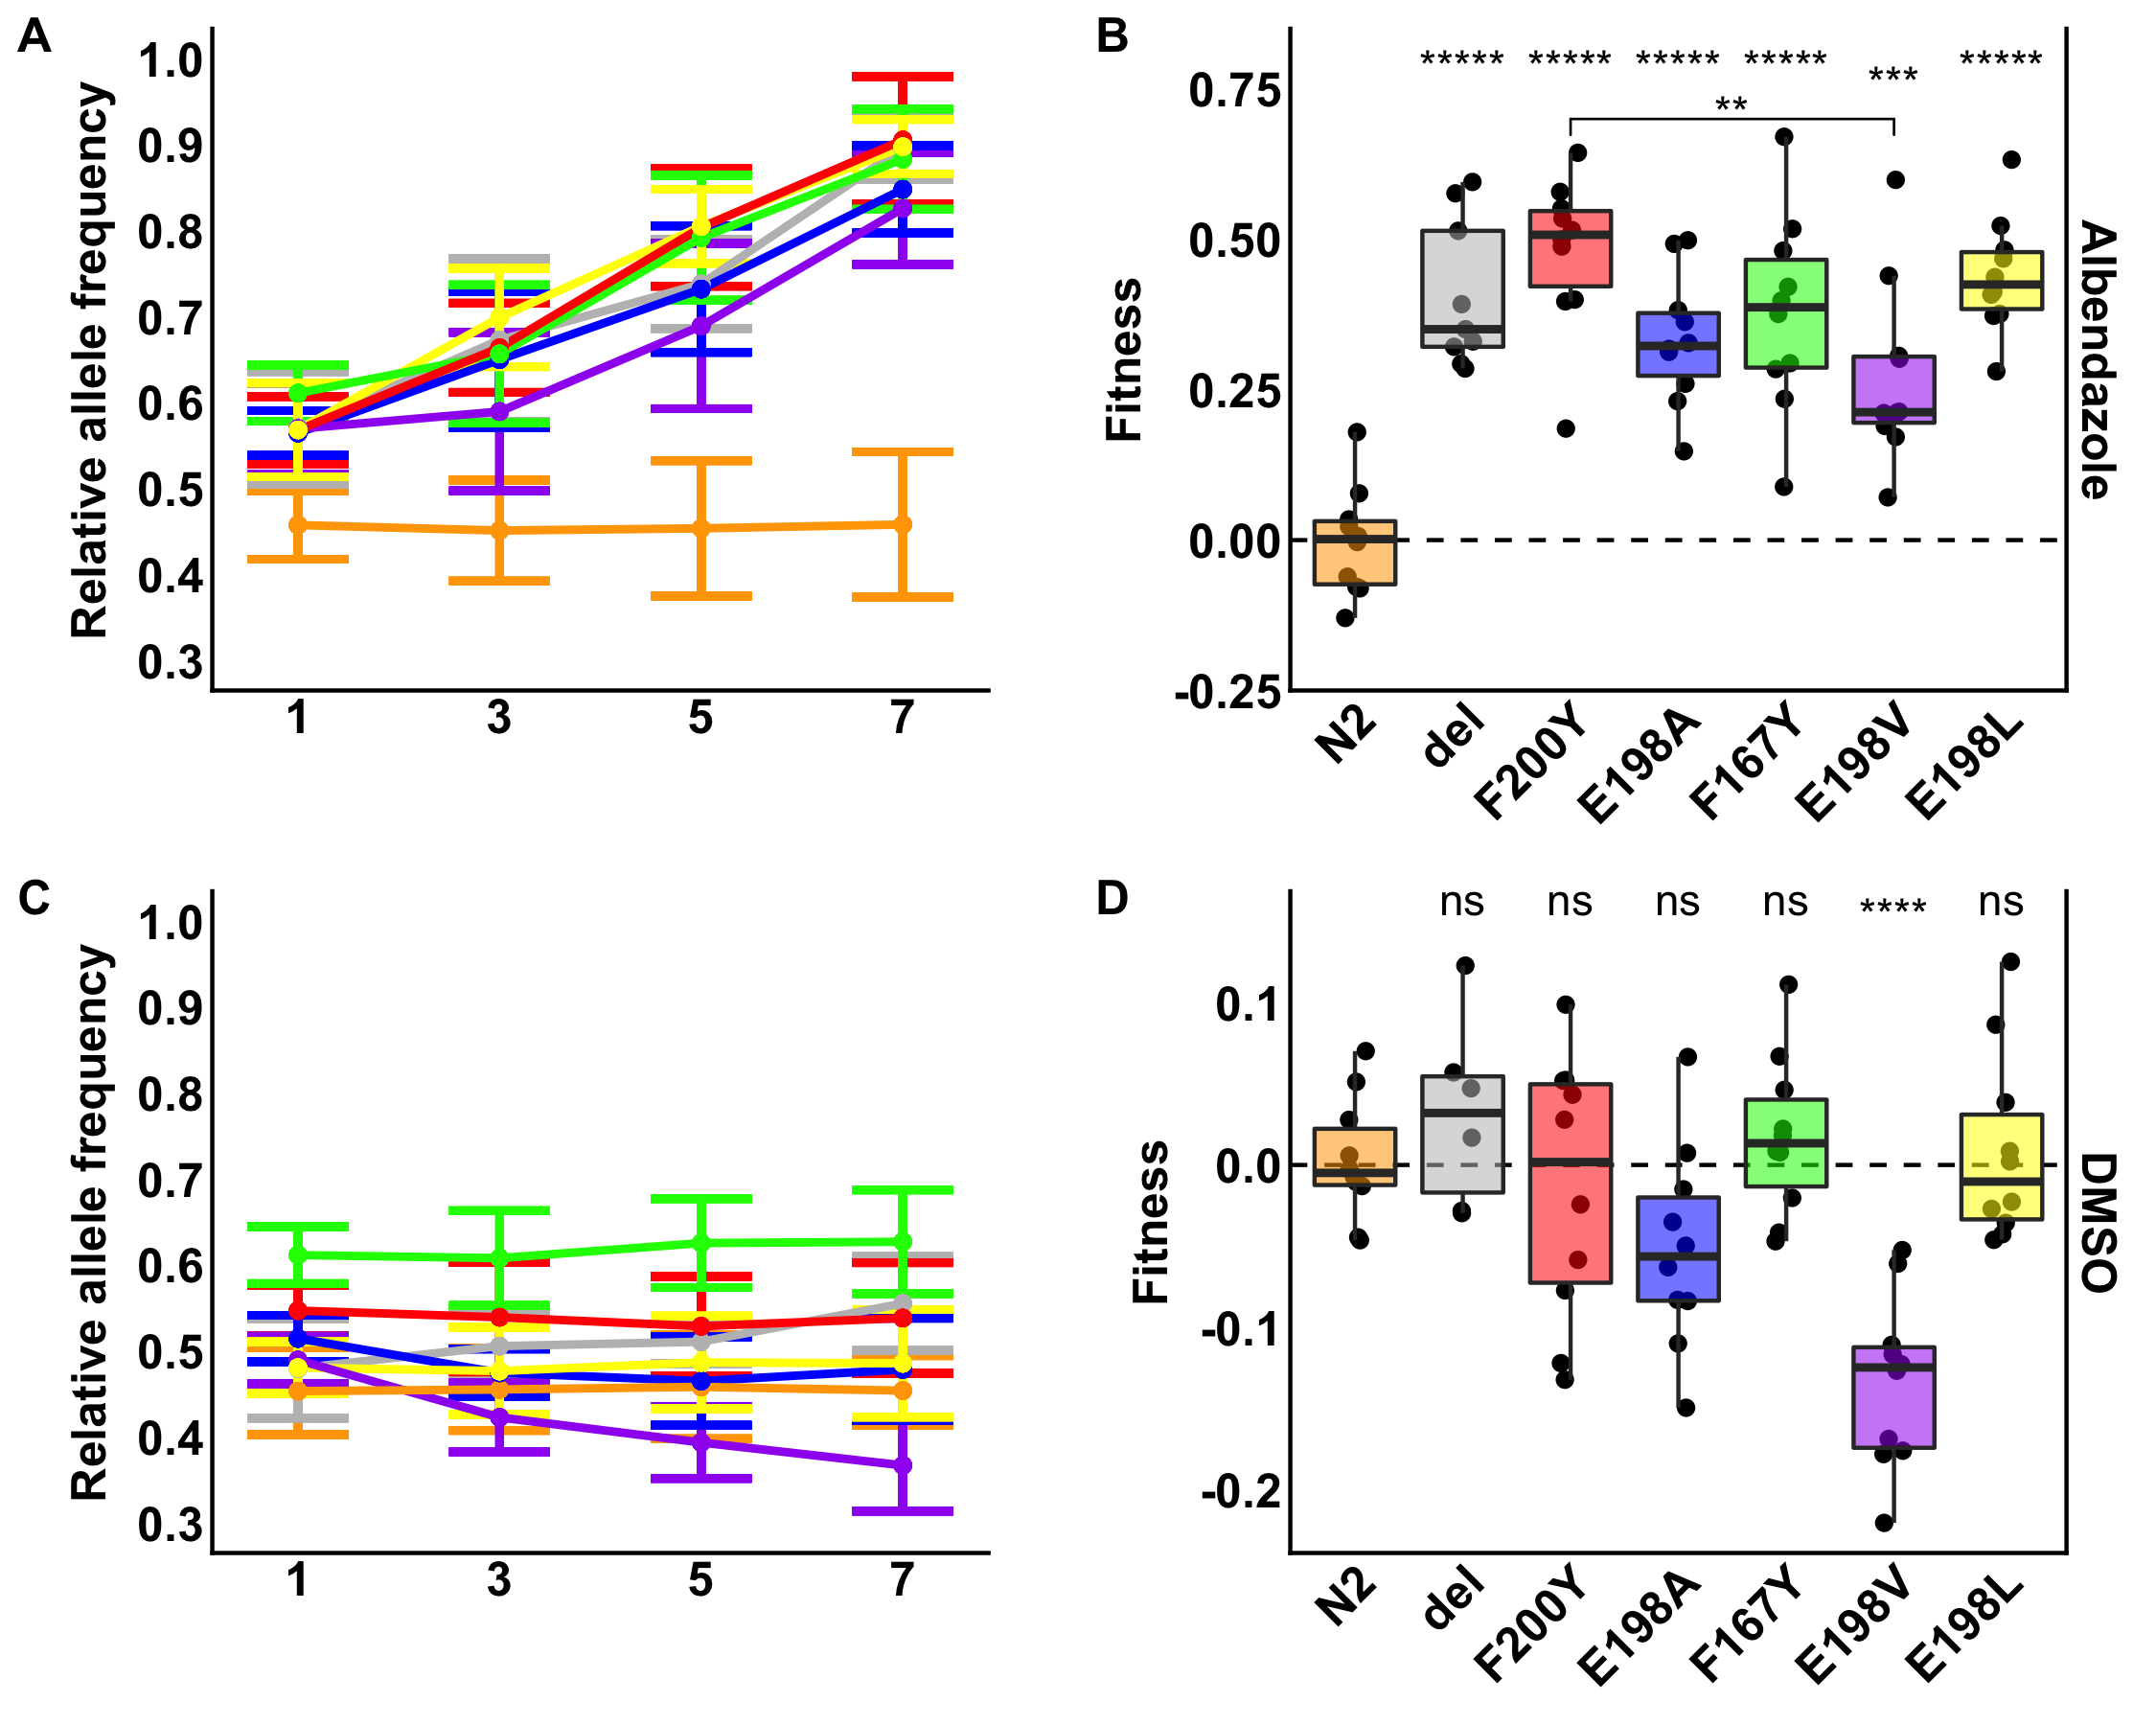 A
1.0
0.9
0.8
0.7
0.6
0.5
0.4
0.3
Relative allele frequency
1 3 5 7
B
***** ***** ***** ***** *** *****
**
0.75
0.50
0.25
0.00
-0.25
Fitness
N2 del F200Y E198A F167Y E198V E198L
Albendazole
C
1.0
0.9
0.8
0.7
0.6
0.5
0.4
0.3
Relative allele frequency
1 3 5 7
D
ns ns ns ns **** ns
0.1
0.0
-0.1
-0.2
Fitness
N2 del F200Y E198A F167Y E198V E198L
DMSO